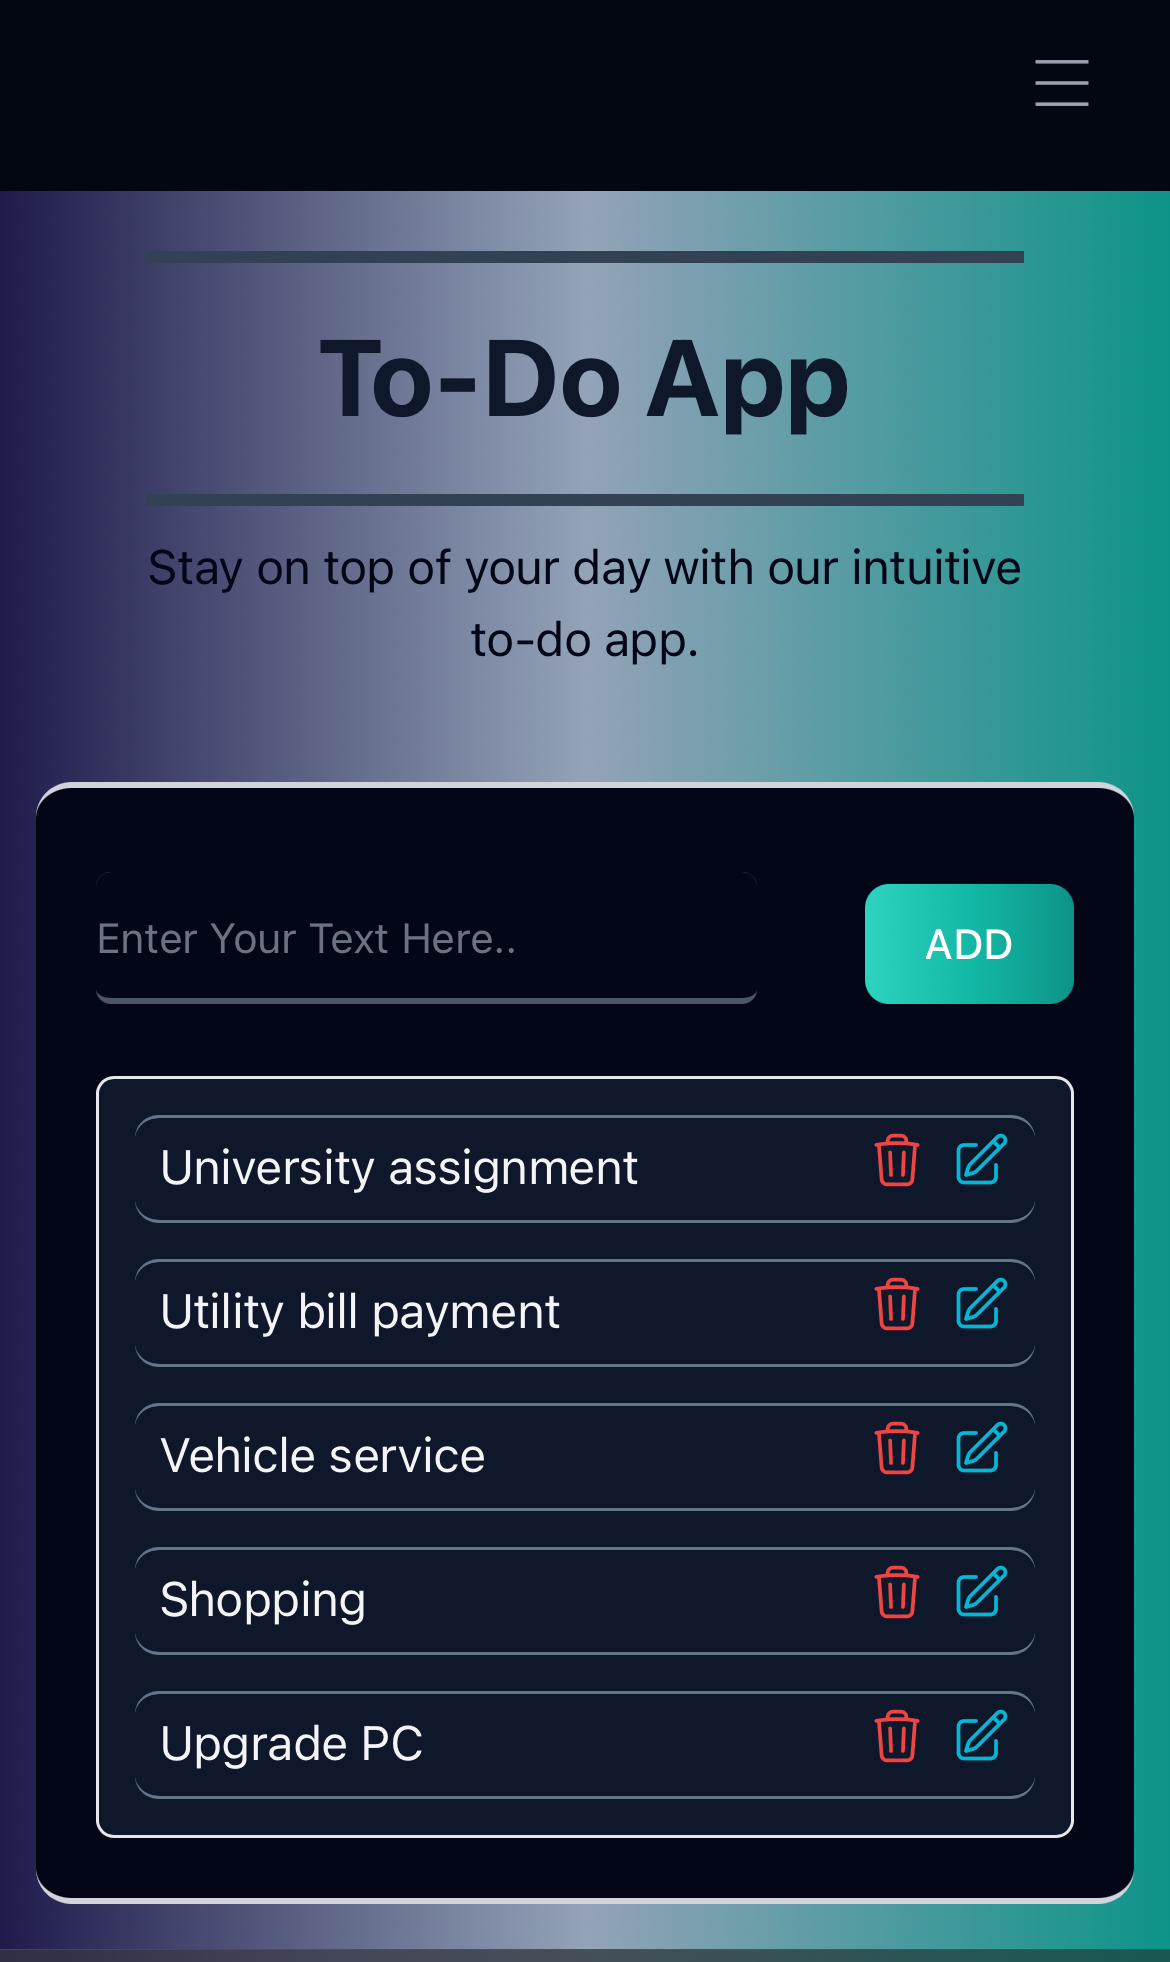 To-Do App
Stay on top of your day with our intuitive
to-do app.
Enter Your Text Here..
ADD
University assignment
Utility bill payment
Vehicle service
Shopping
Upgrade PC